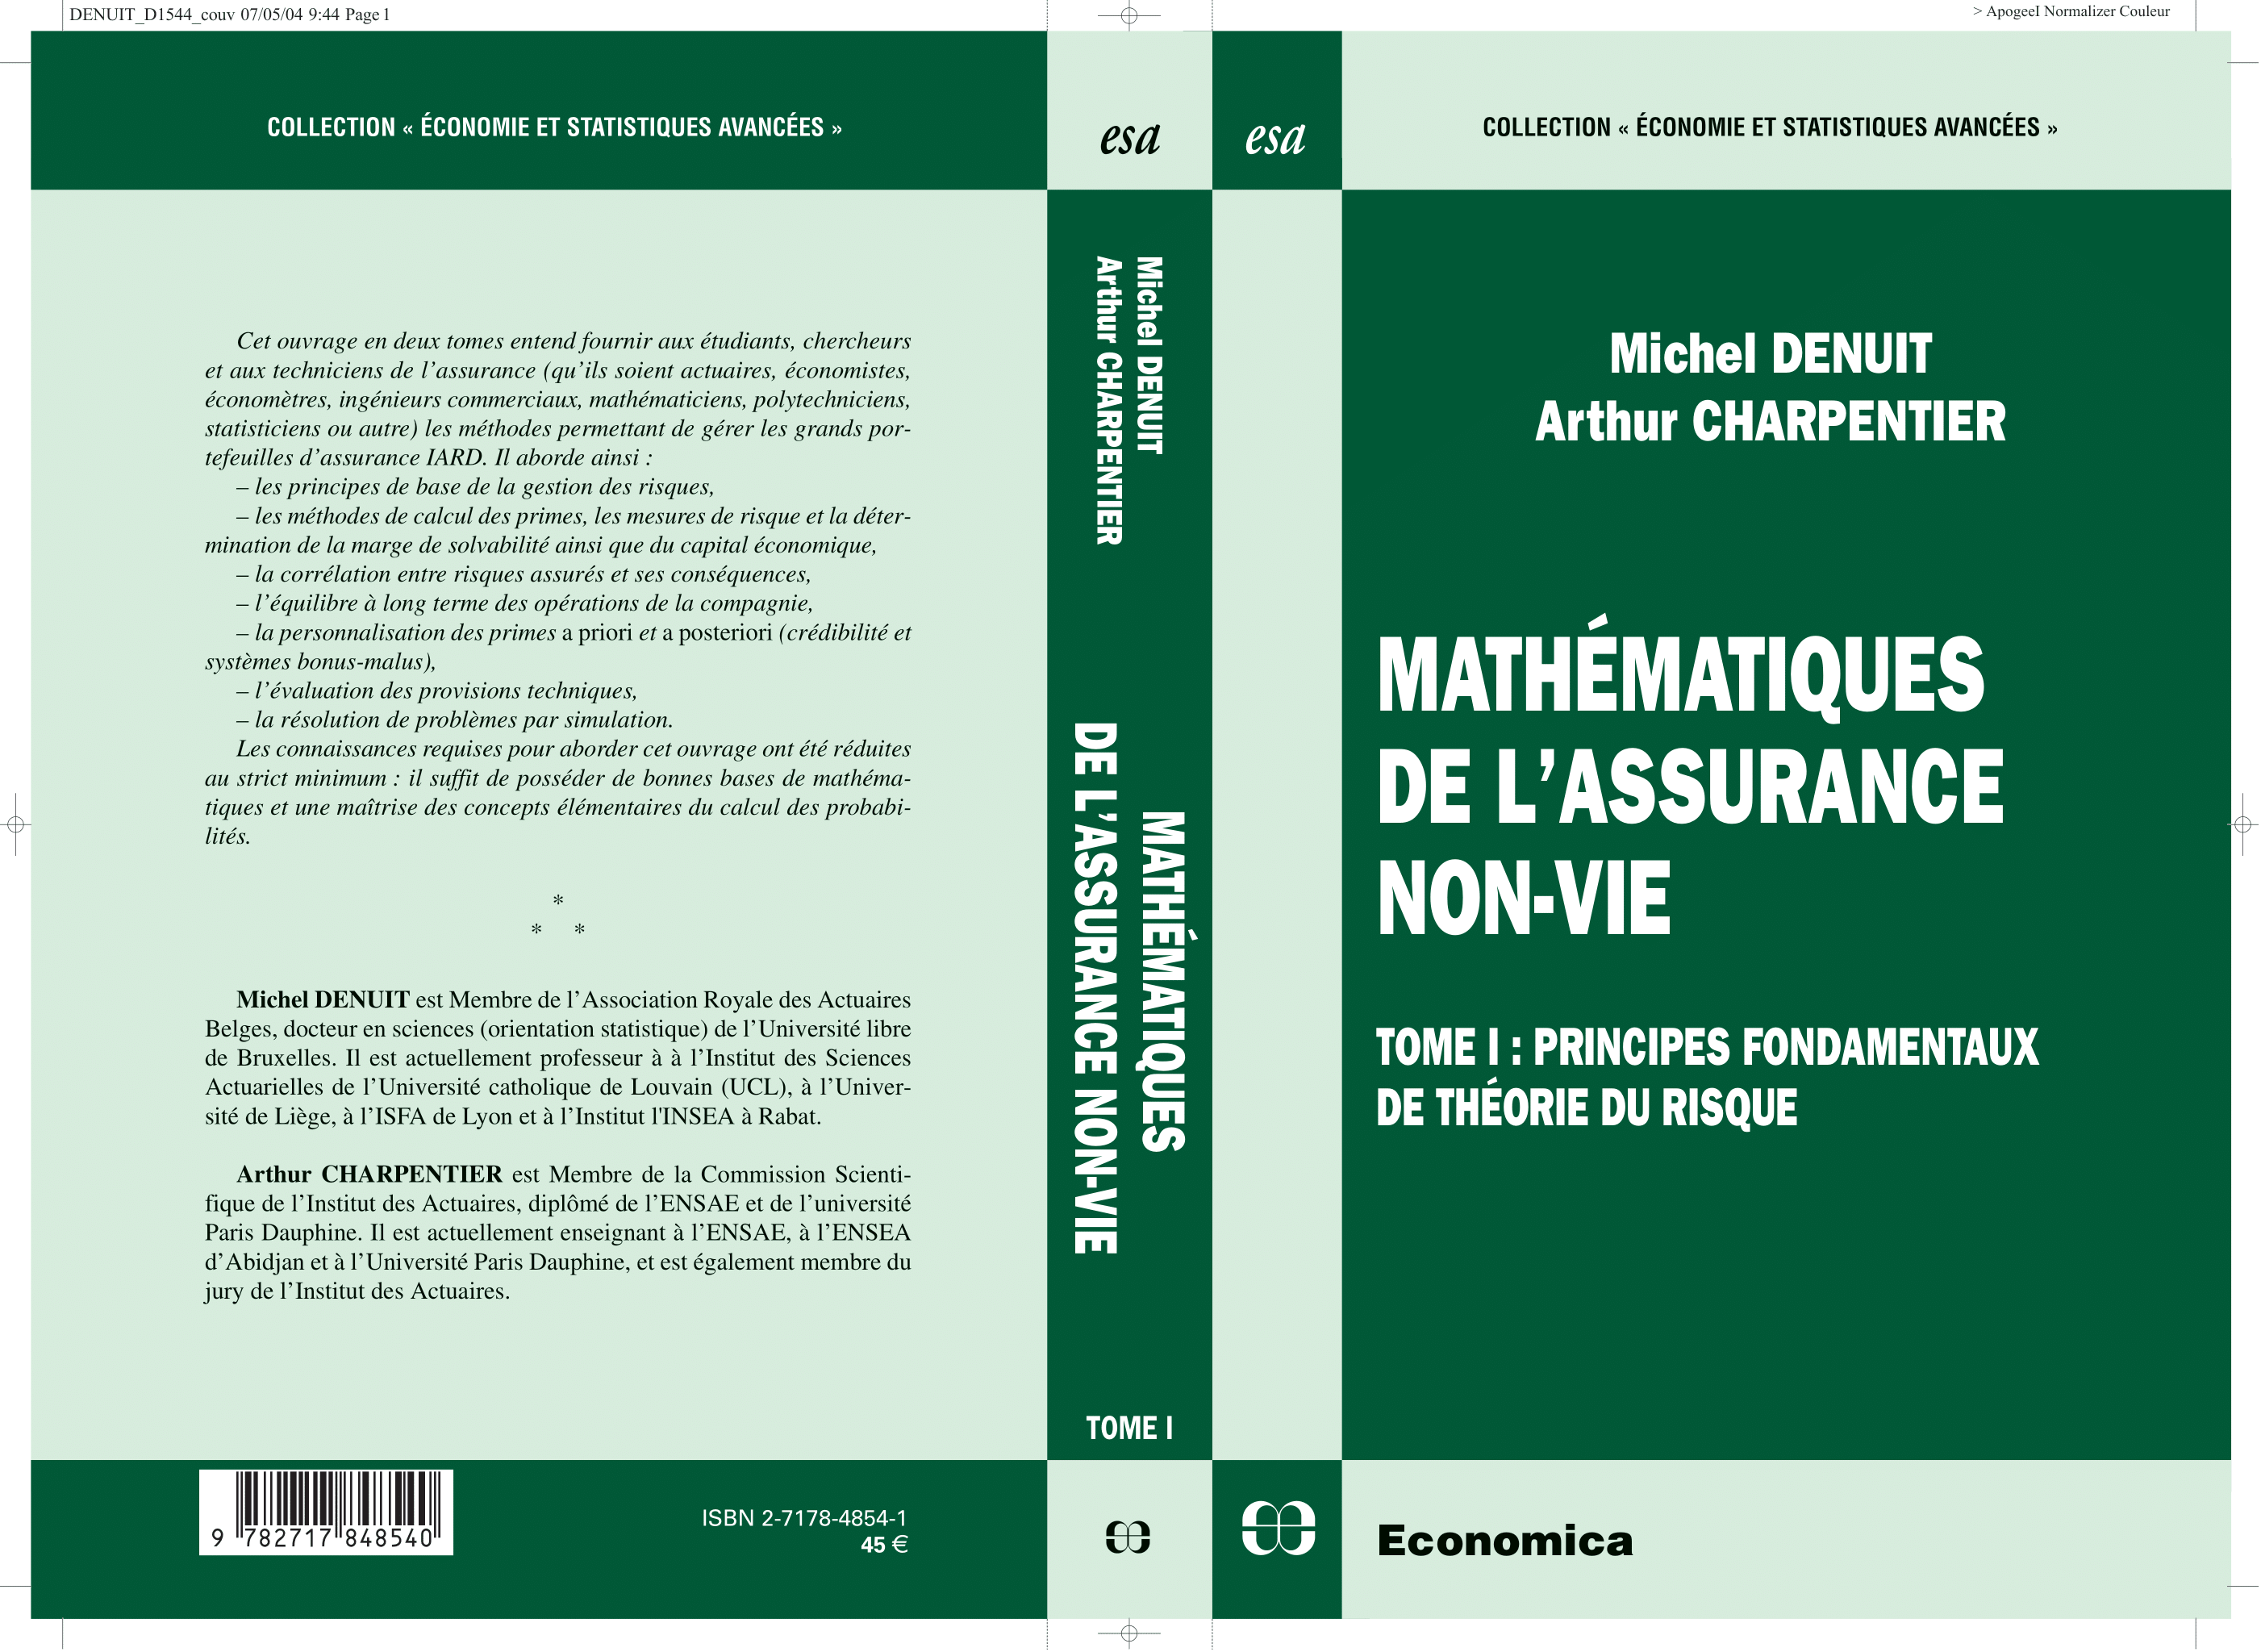 DENUIT_D1544_couv 07/05/04 9:44 Page 1
> ApogeeI Normalizer Couleur
COLLECTION « ÉCONOMIE ET STATISTIQUES AVANCÉES »
Cet ouvrage en deux tomes entend fournir aux étudiants, chercheurs
et aux techniciens de l’assurance (qu’ils soient actuaires, économistes,
économètres, ingénieurs commerciaux, mathématiciens, polytechniciens,
statisticiens ou autre) les méthodes permettant de gérer les grands por-
tefeuilles d’assurance IARD. Il aborde ainsi :
– les principes de base de la gestion des risques,
– les méthodes de calcul des primes, les mesures de risque et la déter-
mination de la marge de solvabilité ainsi que du capital économique,
– la corrélation entre risques assurés et ses conséquences,
– l’équilibre à long terme des opérations de la compagnie,
– la personnalisation des primes a priori et a posteriori (crédibilité et
systèmes bonus-malus),
– l’évaluation des provisions techniques,
– la résolution de problèmes par simulation.
Les connaissances requises pour aborder cet ouvrage ont été réduites
au strict minimum : il suffit de posséder de bonnes bases de mathéma-
tiques et une maîtrise des concepts élémentaires du calcul des probabi-
lités.
*
* *
Michel DENUIT est Membre de l’Association Royale des Actuaires
Belges, docteur en sciences (orientation statistique) de l’Université libre
de Bruxelles. Il est actuellement professeur à à l’Institut des Sciences
Actuarielles de l’Université catholique de Louvain (UCL), à l’Univer-
sité de Liège, à l’ISFA de Lyon et à l’Institut l'INSEA à Rabat.
Arthur CHARPENTIER est Membre de la Commission Scienti-
fique de l’Institut des Actuaires, diplômé de l’ENSAE et de l’université
Paris Dauphine. Il est actuellement enseignant à l’ENSAE, à l’ENSEA
d’Abidjan et à l’Université Paris Dauphine, et est également membre du
jury de l’Institut des Actuaires.
9 782717 848540
ISBN 2-7178-4854-1
45 €
esa
Michel DENUIT
Arthur CHARPENTIER
MATHÉMATIQUES
DE L’ASSURANCE NON-VIE
TOME I
esa
COLLECTION « ÉCONOMIE ET STATISTIQUES AVANCÉES »
Michel DENUIT
Arthur CHARPENTIER
MATHÉMATIQUES
DE L’ASSURANCE
NON-VIE
TOME I : PRINCIPES FONDAMENTAUX
DE THÉORIE DU RISQUE
Economica